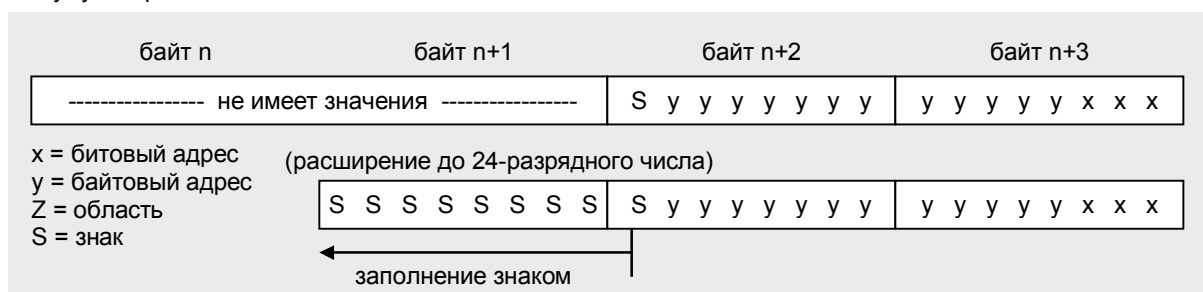 байт n байт n+1 байт n+2 байт n+3
----------------- не имеет значения ----------------- S y y y y y y y y y y y y x x x
x = битовый адрес (расширение до 24-разрядного числа)
y = байтовый адрес
Z = область S S S S S S S S S y y y y y y y y y y y y x x x
S = знак
заполнение знаком